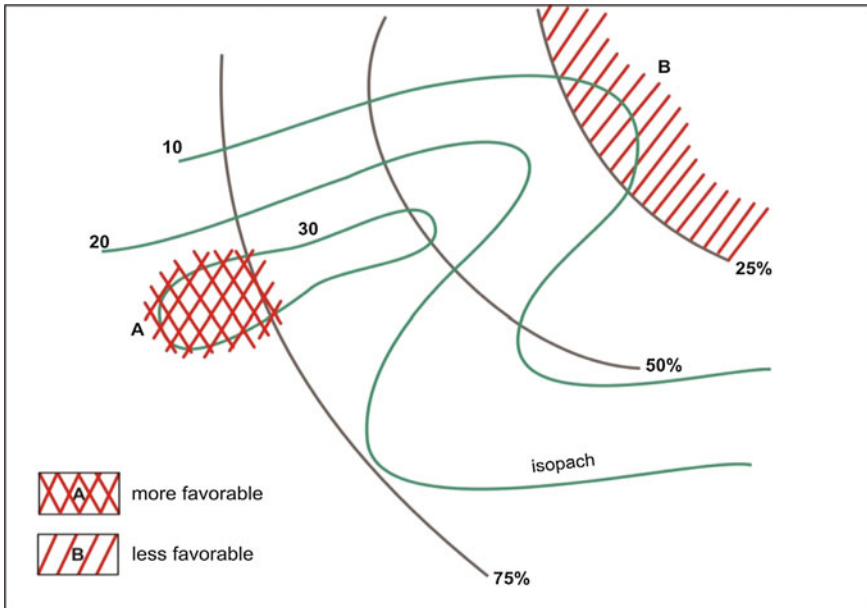 B
10
30
20
25%
A
50%
isopach
A more favorable
B less favorable
75%